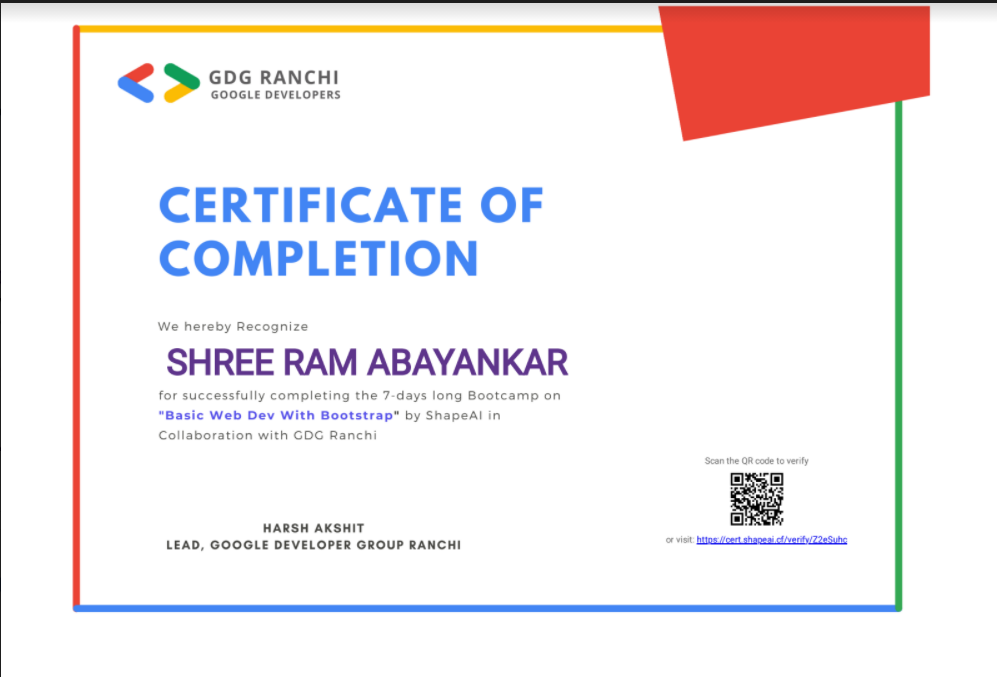 GDG RANCHI
GOOGLE DEVELOPERS
CERTIFICATE OF
COMPLETION
We hereby Recognize
SHREE RAM ABAYANKAR
for successfully completing the 7-days long Bootcamp on
"Basic Web Dev With Bootstrap" by ShapeAI in
Collaboration with GDG Ranchi
Scan the QR code to verify
or visit: https://cert.shapeai.cf/verify/Z2eSuhc
HARSH AKSHIT
LEAD, GOOGLE DEVELOPER GROUP RANCHI